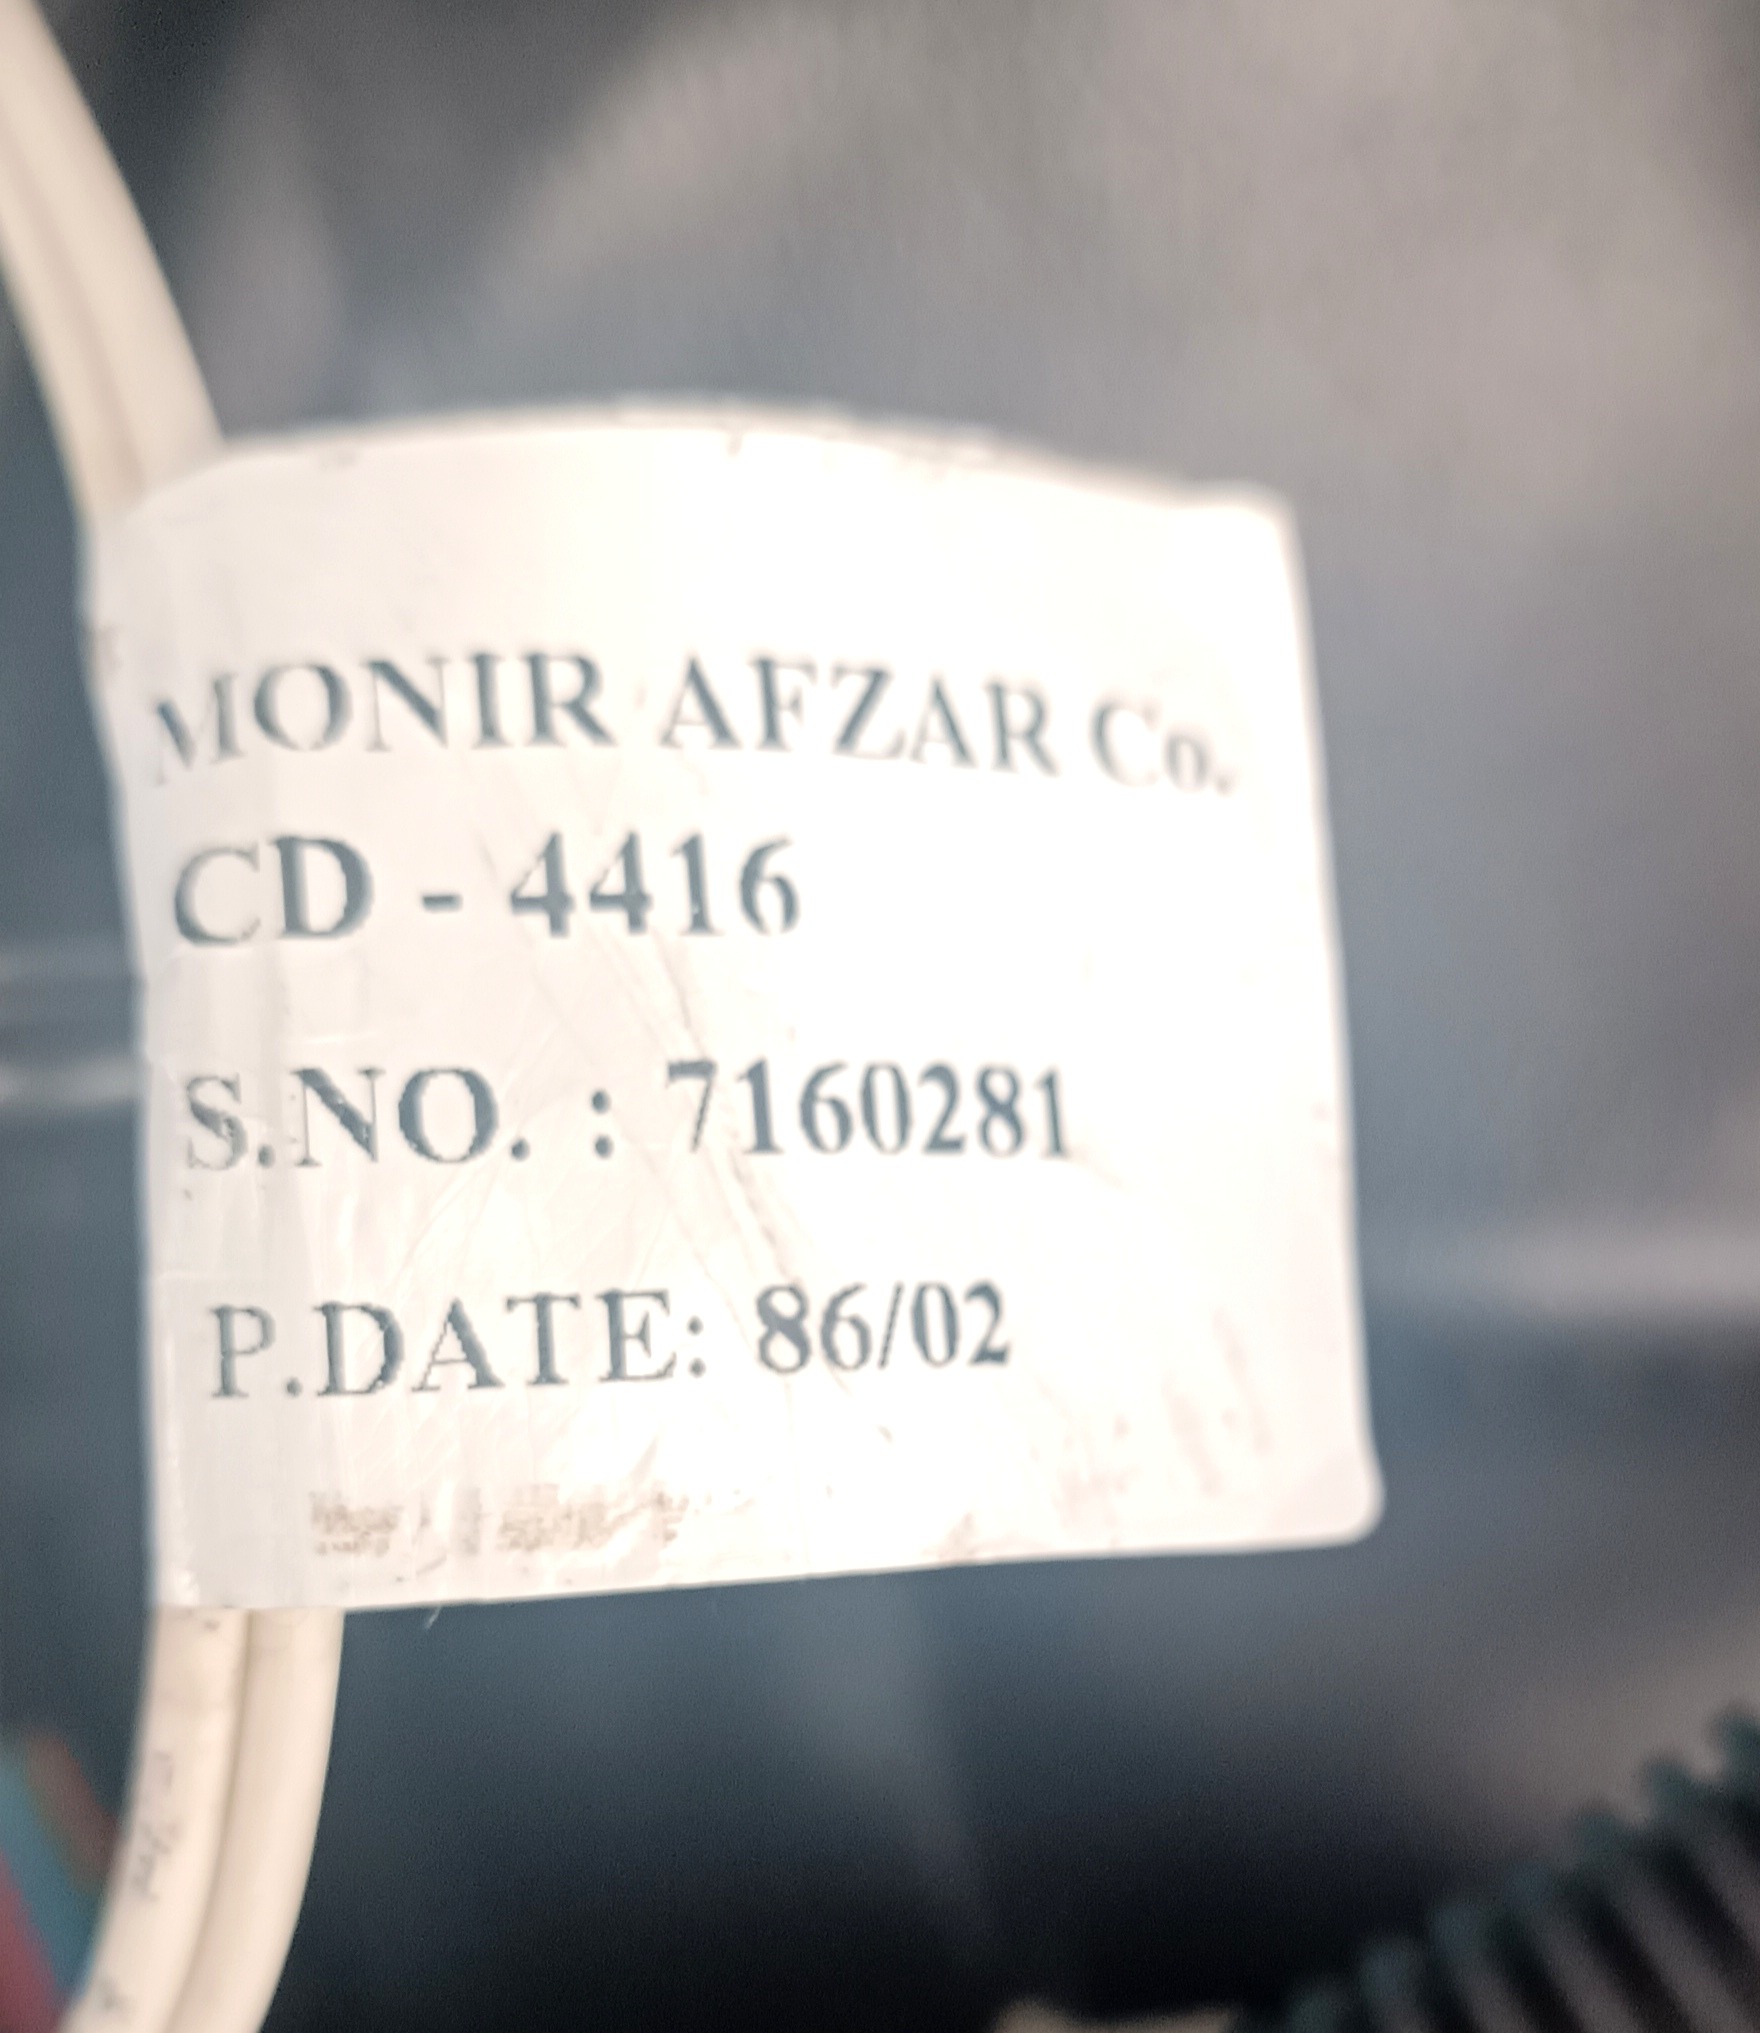 MONIR AFZAR Co.
CD - 4416
S.NO. : 7160281
P.DATE: 86/02